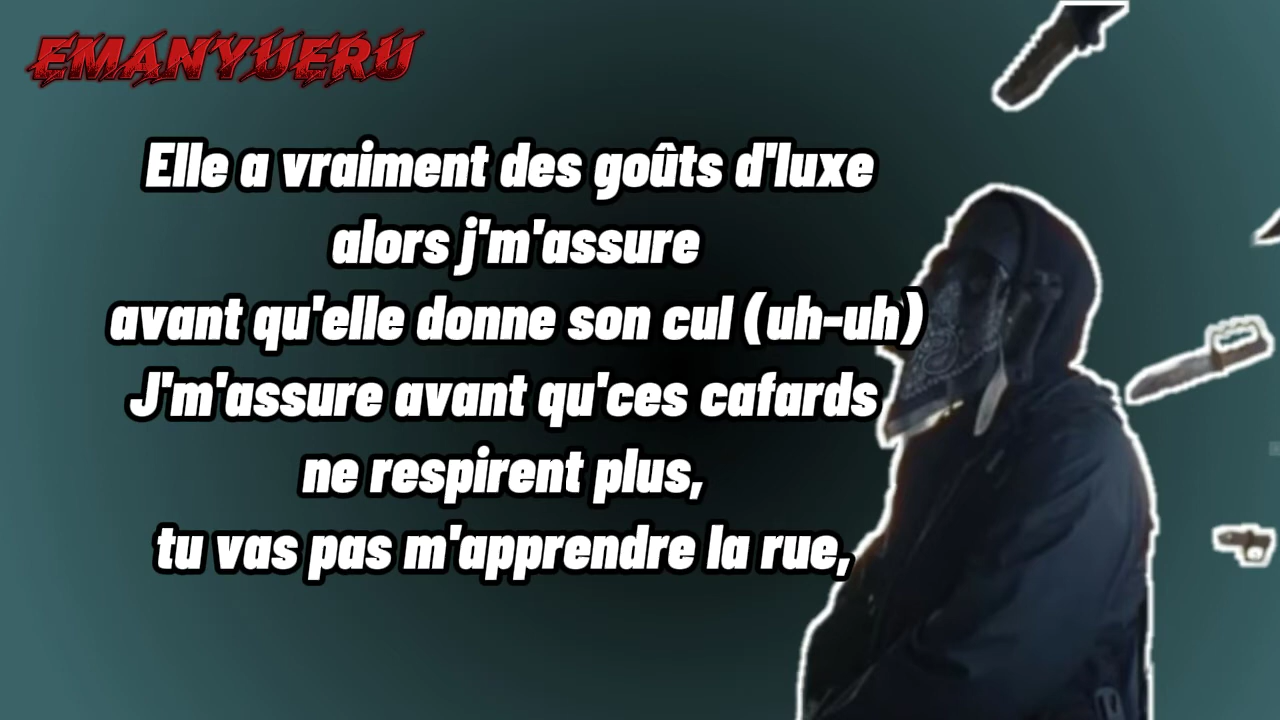 EMANYUERU
Elle a vraiment des goûts d'luxe
alors j'm'assure
avant qu'elle donne son cul (uh-uh)
J'm'assure avant qu'ces cafards
ne respirent plus,
tu vas pas m'apprendre la rue,